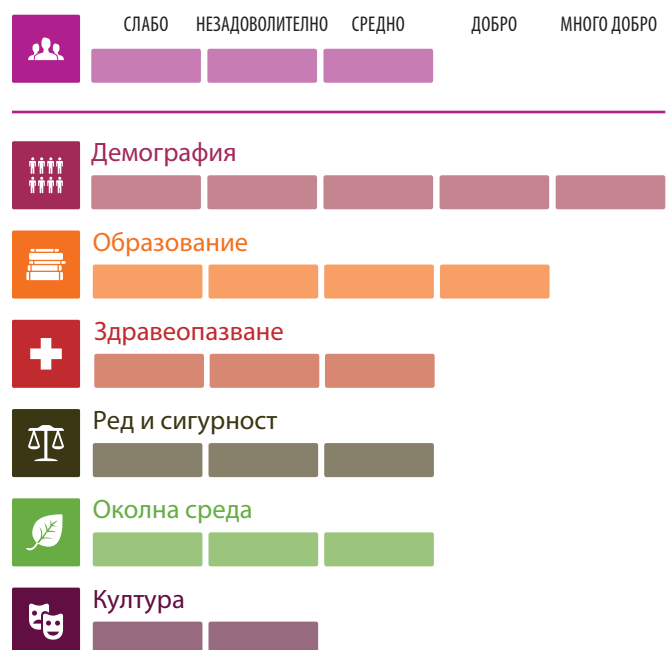 СЛАБО НЕЗАДОВОЛИТЕЛНО СРЕДНО ДОБРО МНОГО ДОБРО
Демография
Образование
Здравеопазване
Ред и сигурност
Околна среда
Култура